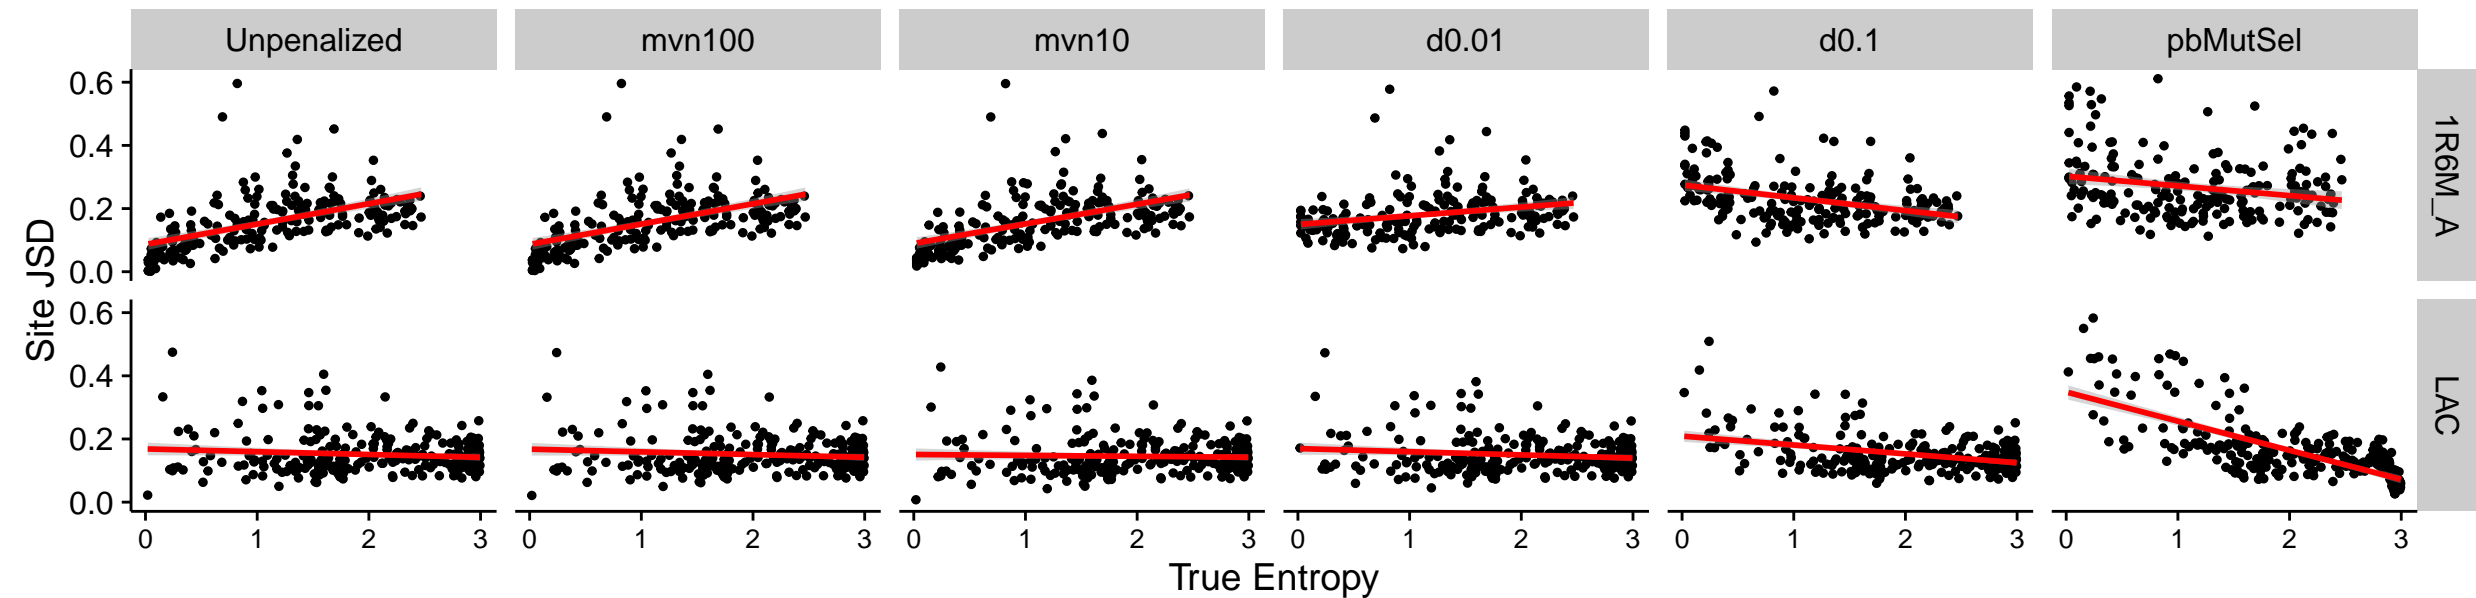 Unpenalized mvn100 mvn10 d0.01 d0.1 pbMutSel
0.6
0.4
0.2
0.0
1R6M_A
Site JSD
0.6
0.4
0.2
0.0
LAC
0 1 2 3 0 1 2 3 0 1 2 3 0 1 2 3 0 1 2 3 0 1 2 3
True Entropy